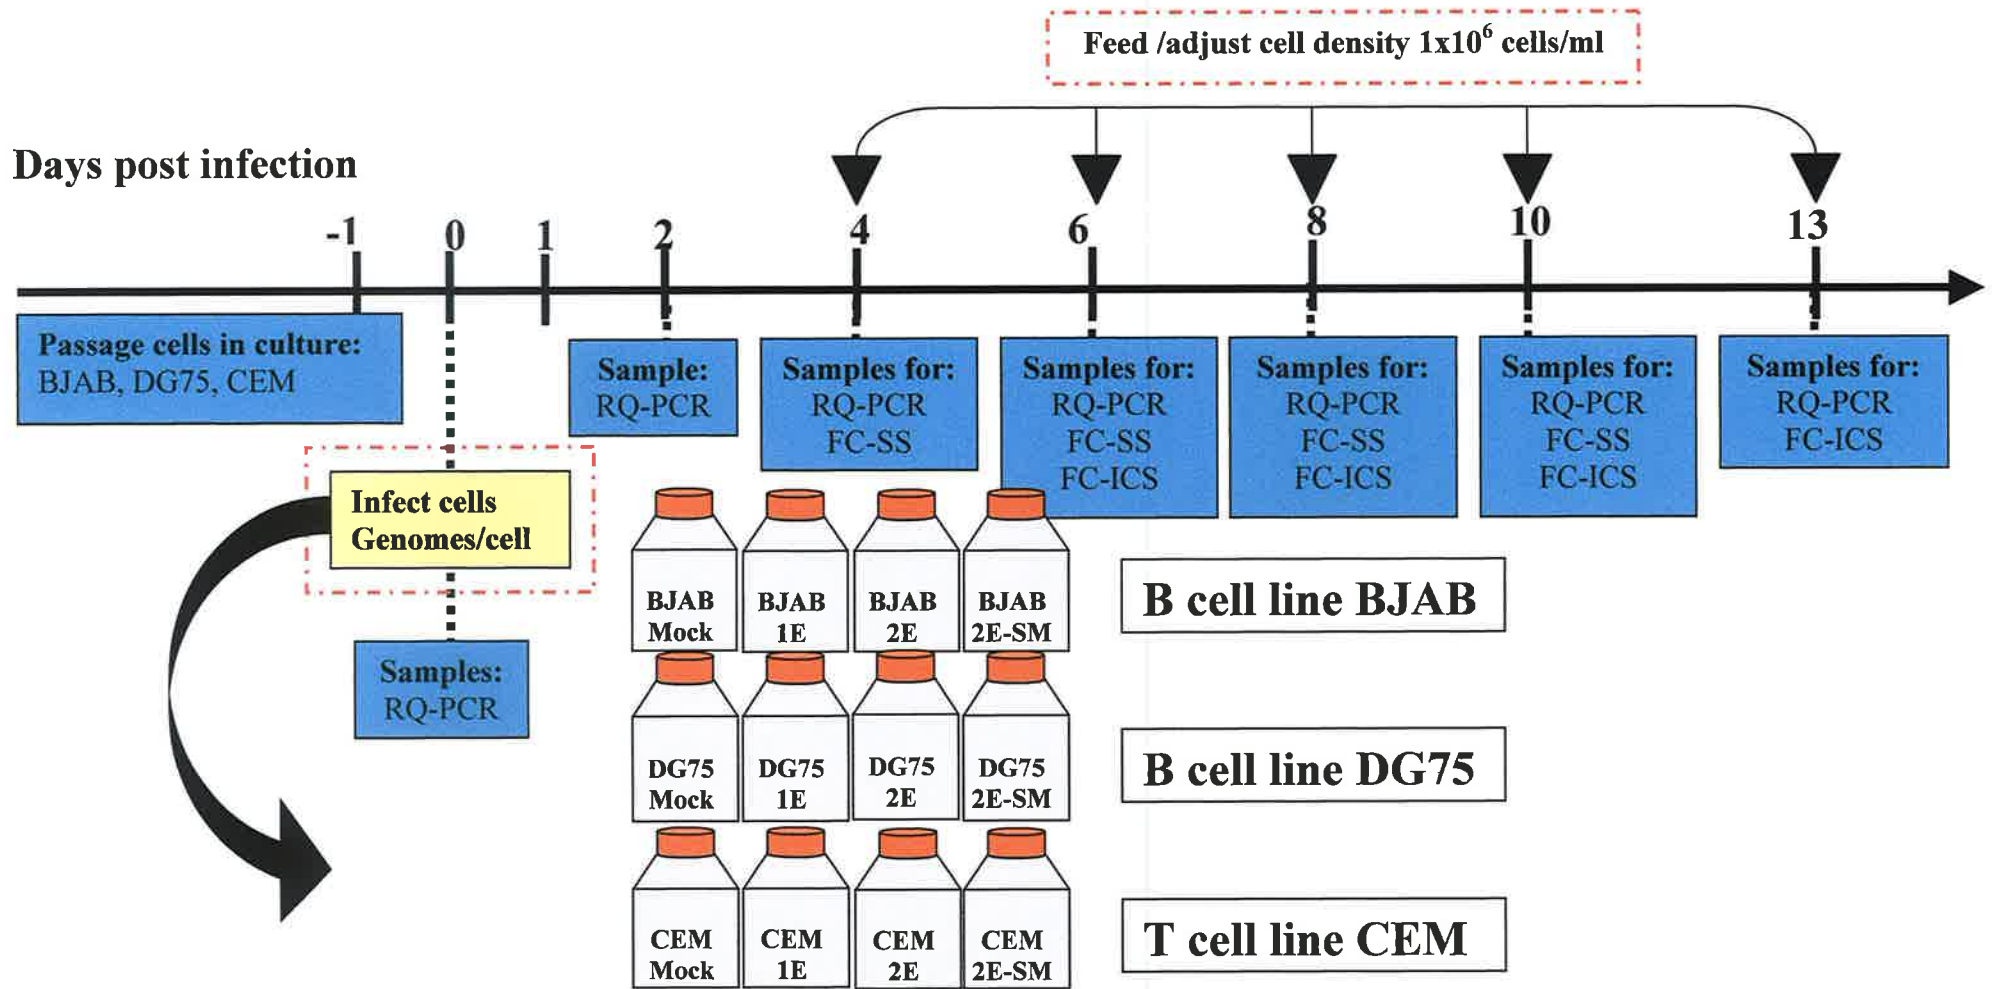 Feed /adjust cell density 1x10⁶ cells/ml
Days post infection
-1 0 1 2 4 6 8 10 13
Passage cells in culture:
BJAB, DG75, CEM
Sample:
RQ-PCR
Samples for:
RQ-PCR
FC-SS
Samples for:
RQ-PCR
FC-SS
FC-ICS
Samples for:
RQ-PCR
FC-SS
FC-ICS
Samples for:
RQ-PCR
FC-SS
FC-ICS
Samples for:
RQ-PCR
FC-ICS
Infect cells
Genomes/cell
Samples:
RQ-PCR
BJAB
Mock
BJAB
1E
BJAB
2E
BJAB
2E-SM
B cell line BJAB
DG75
Mock
DG75
1E
DG75
2E
DG75
2E-SM
B cell line DG75
CEM
Mock
CEM
1E
CEM
2E
CEM
2E-SM
T cell line CEM